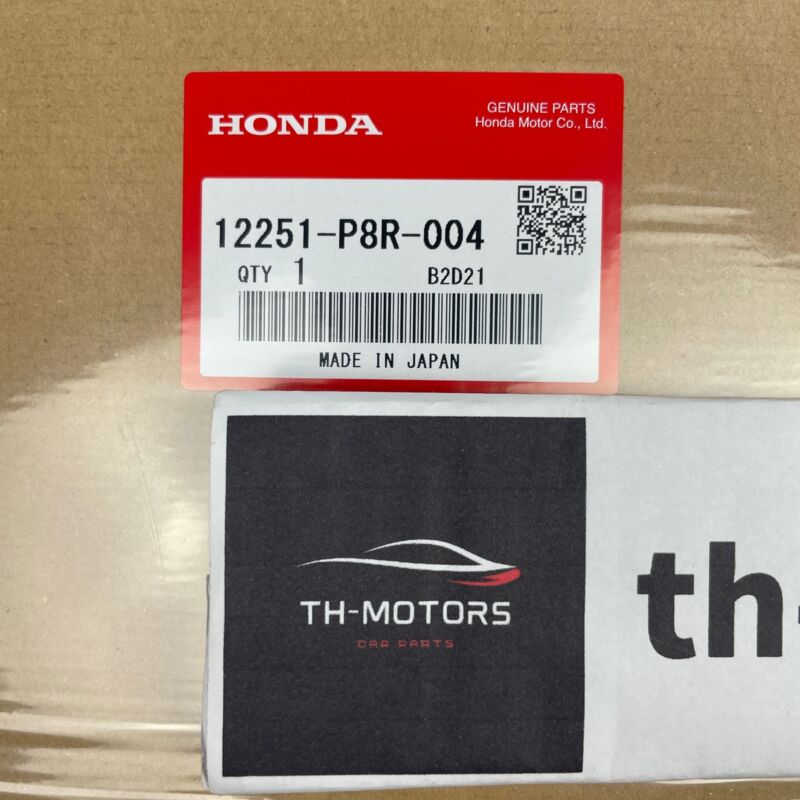 HONDA
GENUINE PARTS
Honda Motor Co., Ltd.
12251-P8R-004
QTY 1 B2D21
MADE IN JAPAN
TH-MOTORS
CAR PARTS
th-